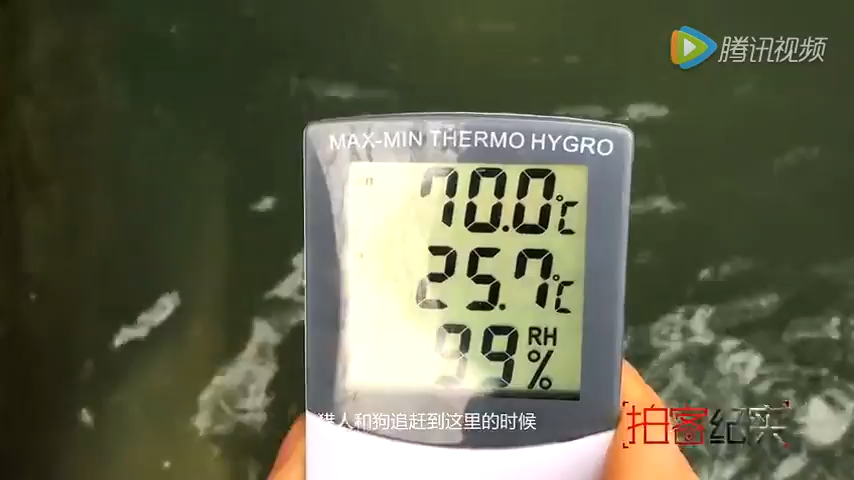 腾讯视频
MAX-MIN THERMO HYGRO
70.0℃
25.7℃
99 RH %
猎人和狗追赶到这里的时候
拍客纪实